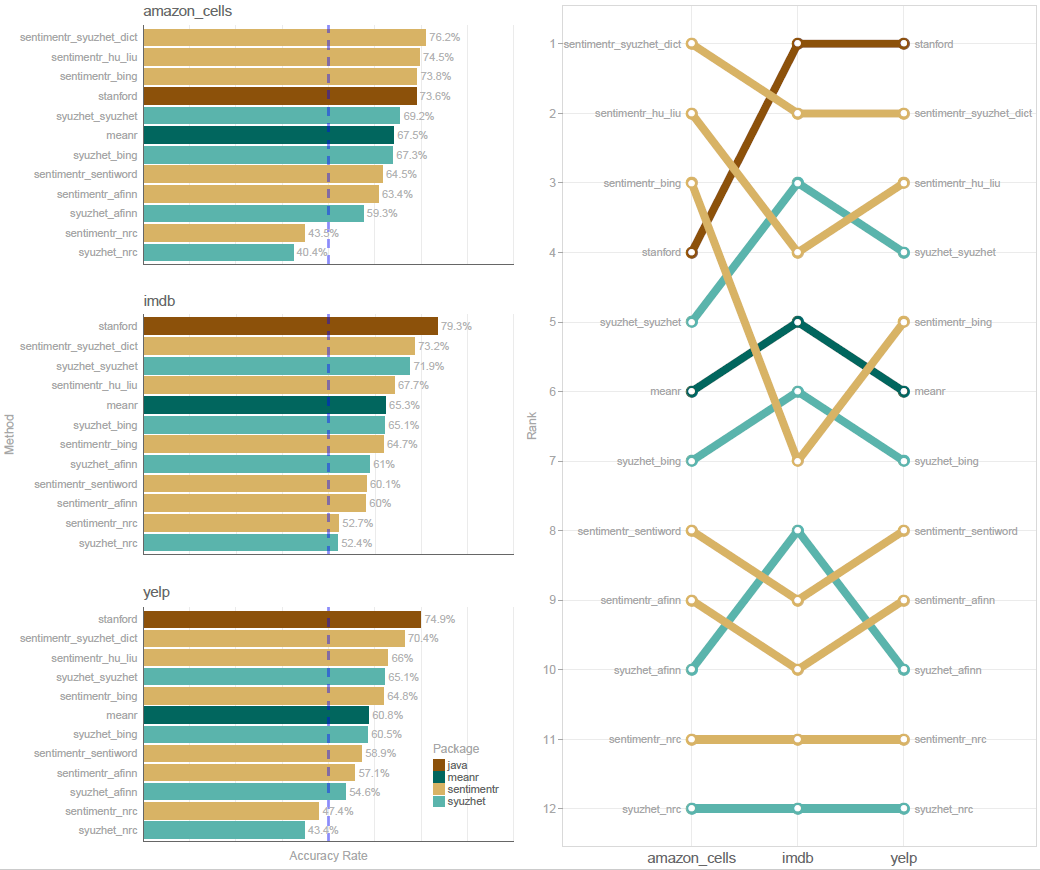 amazon_cells
sentimentr_syuzhet_dict 76.2%
sentimentr_hu_liu 74.5%
sentimentr_bing 73.8%
stanford 73.6%
syuzhet_syuzhet 69.2%
meanr 67.5%
syuzhet_bing 67.3%
sentimentr_sentiword 64.5%
sentimentr_afinn 63.4%
syuzhet_afinn 59.3%
sentimentr_nrc 43.5%
syuzhet_nrc 40.4%
imdb
stanford 79.3%
sentimentr_syuzhet_dict 73.2%
syuzhet_syuzhet 71.9%
sentimentr_hu_liu 67.7%
meanr 65.3%
syuzhet_bing 65.1%
sentimentr_bing 64.7%
syuzhet_afinn 61%
sentimentr_sentiword 60.1%
sentimentr_afinn 60%
sentimentr_nrc 52.7%
syuzhet_nrc 52.4%
Method
yelp
stanford 74.9%
sentimentr_syuzhet_dict 70.4%
sentimentr_hu_liu 66%
syuzhet_syuzhet 65.1%
sentimentr_bing 64.8%
meanr 60.8%
syuzhet_bing 60.5%
sentimentr_sentiword 58.9%
sentimentr_afinn 57.1%
syuzhet_afinn 54.6%
sentimentr_nrc 47.4%
syuzhet_nrc 43.4%
Accuracy Rate
Package
java
meanr
sentimentr
syuzhet
Rank
1 sentimentr_syuzhet_dict stanford
2 sentimentr_hu_liu sentimentr_syuzhet_dict
3 sentimentr_bing sentimentr_hu_liu
4 stanford syuzhet_syuzhet
5 syuzhet_syuzhet sentimentr_bing
6 meanr meanr
7 syuzhet_bing syuzhet_bing
8 sentimentr_sentiword sentimentr_sentiword
9 sentimentr_afinn sentimentr_afinn
10 syuzhet_afinn syuzhet_afinn
11 sentimentr_nrc sentimentr_nrc
12 syuzhet_nrc syuzhet_nrc
amazon_cells imdb yelp